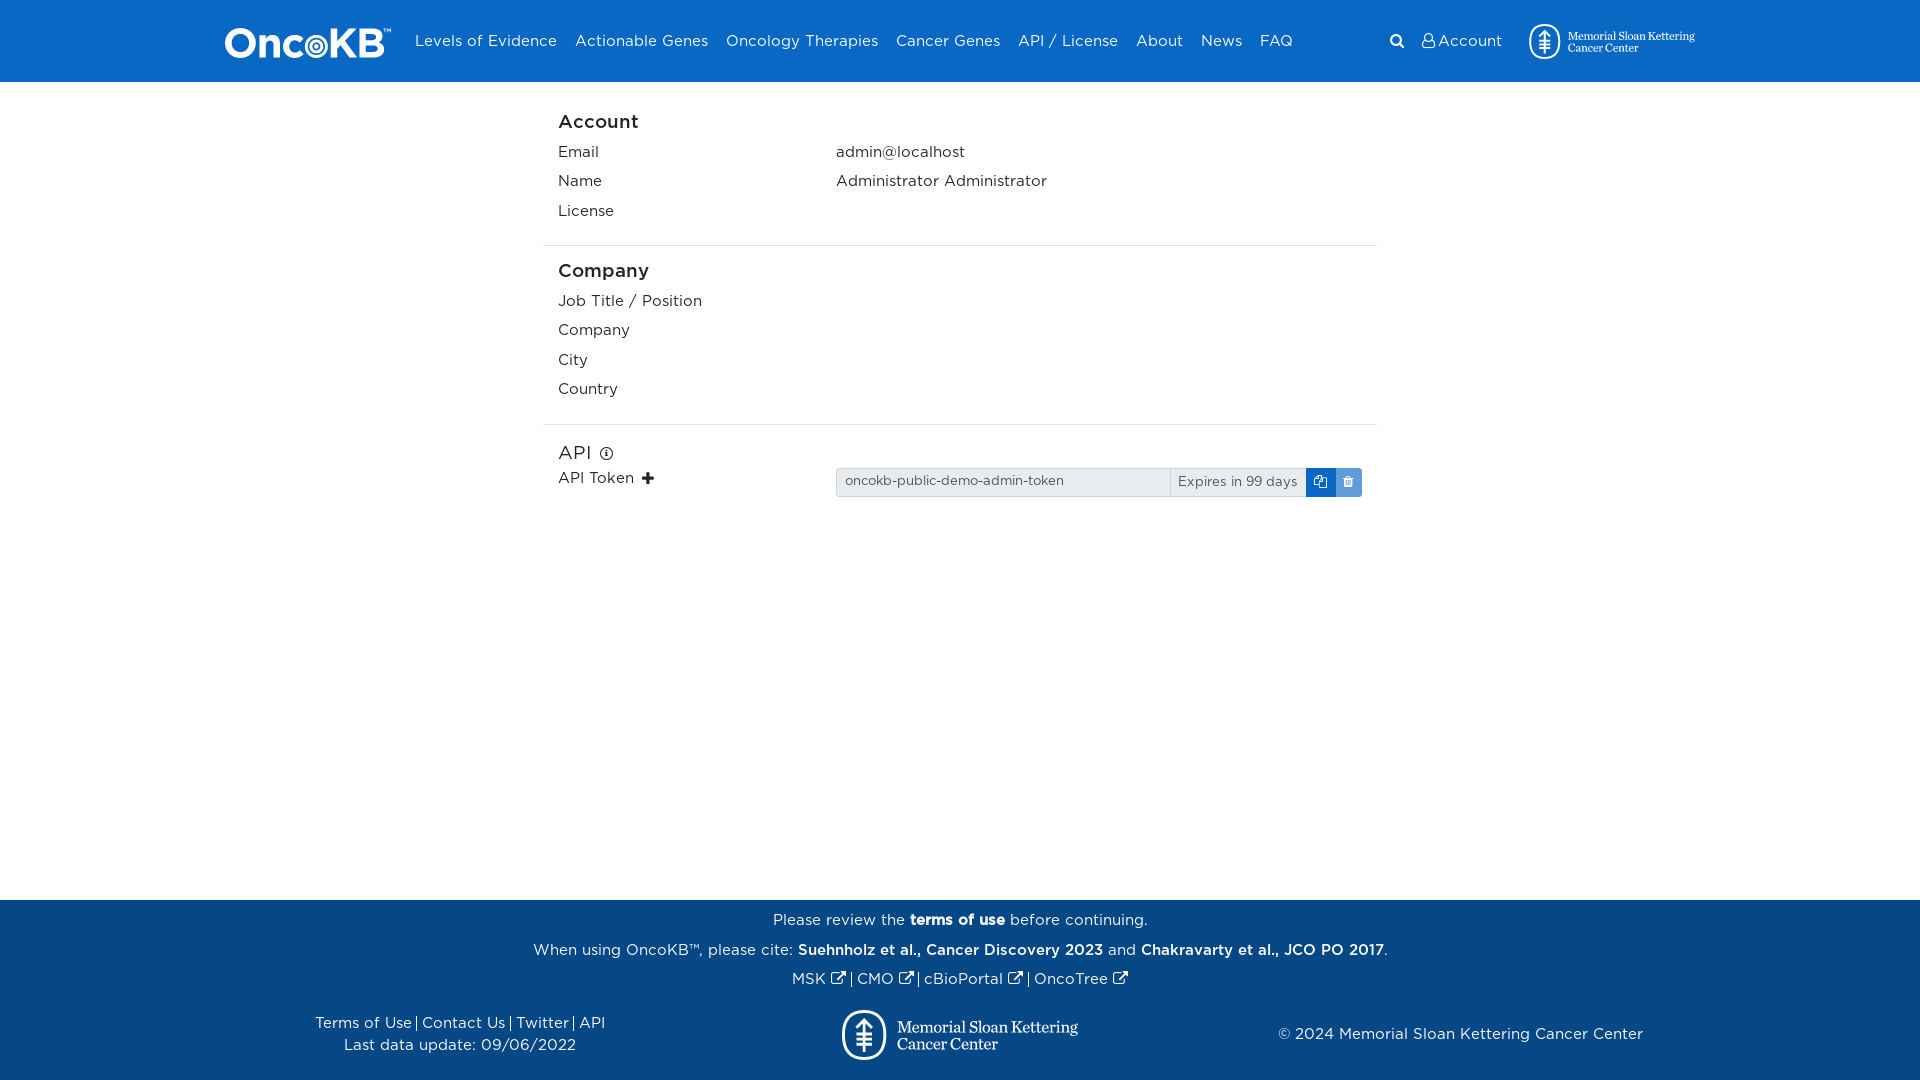 OncoKB™ Levels of Evidence Actionable Genes Oncology Therapies Cancer Genes API / License About News FAQ Account Memorial Sloan Kettering
Cancer Center
Account
Email admin@localhost
Name Administrator Administrator
License
Company
Job Title / Position
Company
City
Country
API
API Token oncokb-public-demo-admin-token Expires in 99 days
Please review the terms of use before continuing.
When using OncoKB™, please cite: Suehnholz et al., Cancer Discovery 2023 and Chakravarty et al., JCO PO 2017.
MSK | CMO | cBioPortal | OncoTree
Terms of Use | Contact Us | Twitter | API
Last data update: 09/06/2022
Memorial Sloan Kettering
Cancer Center
© 2024 Memorial Sloan Kettering Cancer Center